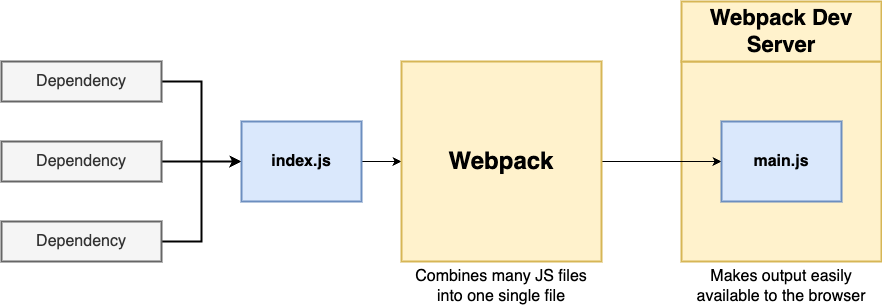 Webpack Dev
Server
Dependency
Dependency
Dependency
index.js
Webpack
main.js
Combines many JS files
into one single file
Makes output easily
available to the browser